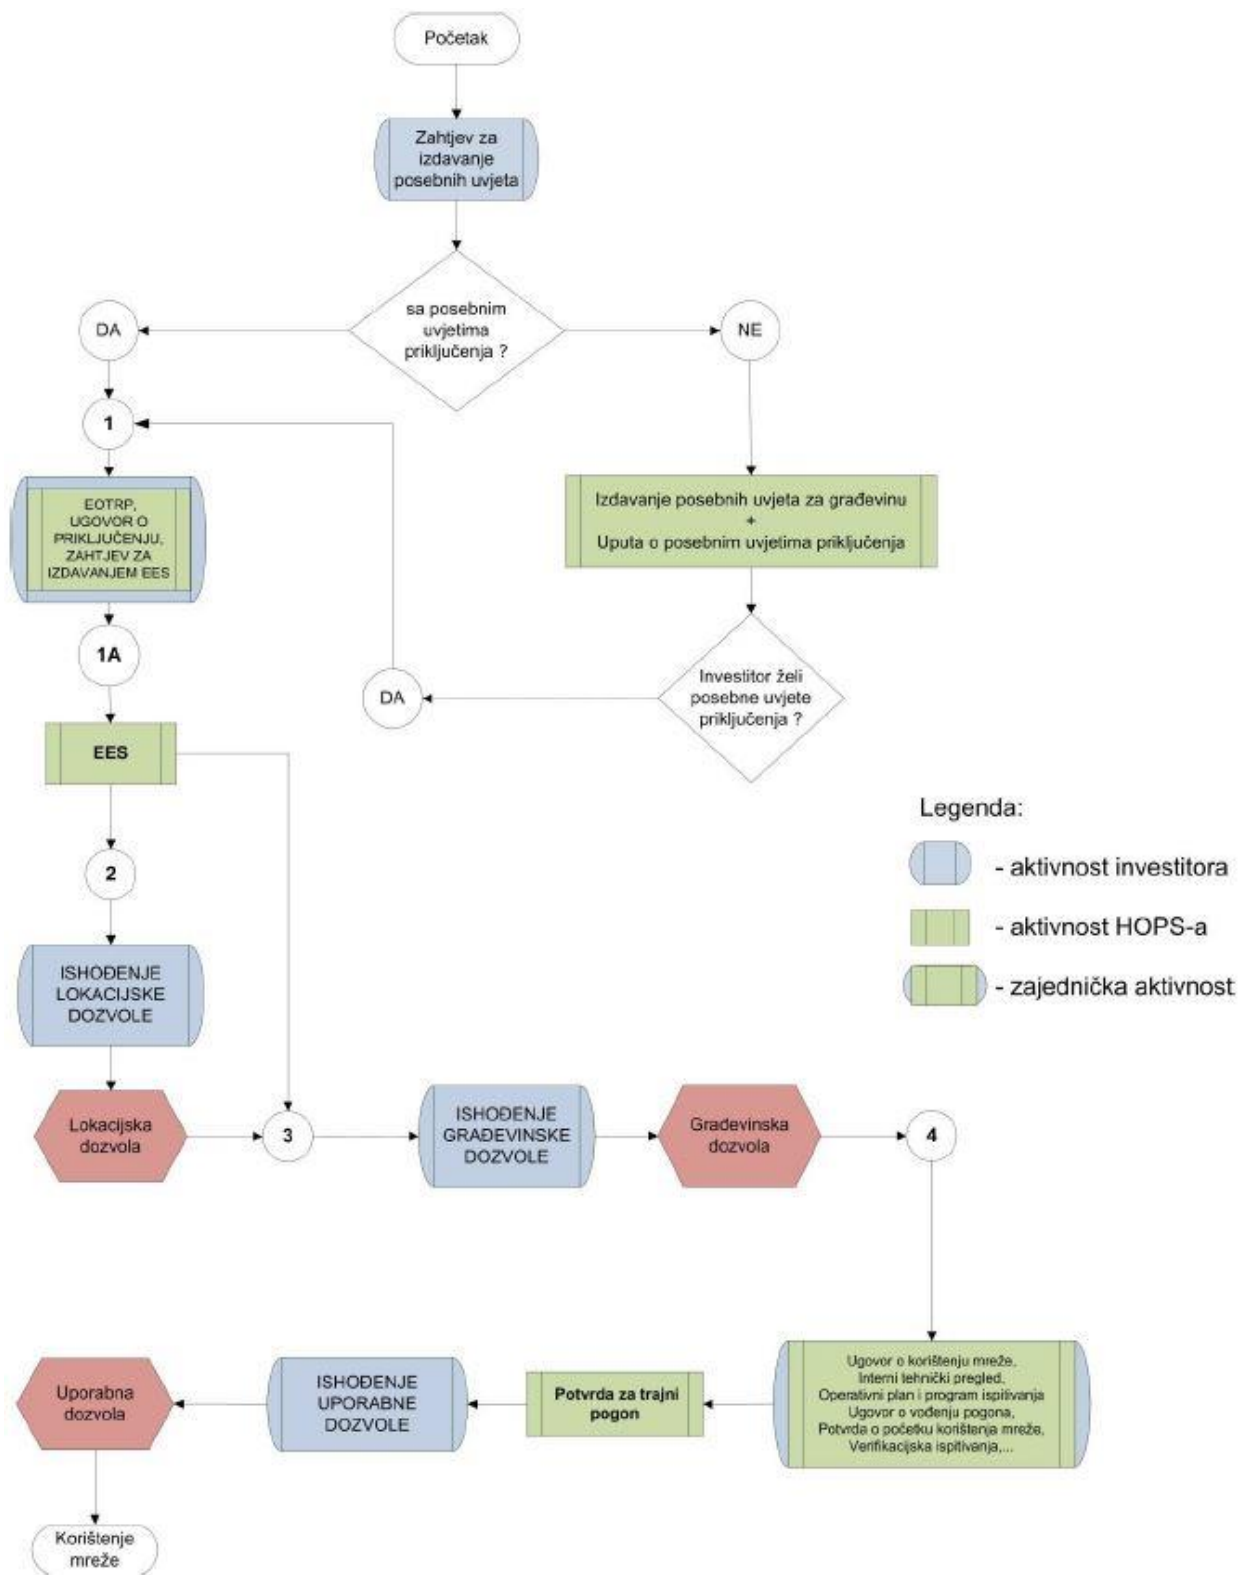 Početak
Zahtjev za
izdavanje
posebnih uvjeta
sa posebnim
uvjetima
priključenja ?
DA
NE
1
EOTRP,
UGOVOR O
PRIKLJUČENJU,
ZAHTJEV ZA
IZDAVANJEM EES
Izdavanje posebnih uvjeta za građevinu
+
Uputa o posebnim uvjetima priključenja
1A
Investitor želi
posebne uvjete
priključenja ?
DA
EES
2
Legenda:
- aktivnost investitora
- aktivnost HOPS-a
- zajednička aktivnost
ISHOĐENJE
LOKACIJSKE
DOZVOLE
Lokacijska
dozvola
3
ISHOĐENJE
GRAĐEVINSKE
DOZVOLE
Građevinska
dozvola
4
Ugovor o korištenju mreže,
Interni tehnički pregled,
Operativni plan i program ispitivanja
Ugovor o vođenju pogona,
Potvrda o početku korištenja mreže,
Verifikacijska ispitivanja,...
Potvrda za trajni
pogon
ISHOĐENJE
UPORABNE
DOZVOLE
Uporabna
dozvola
Korištenje
mreže